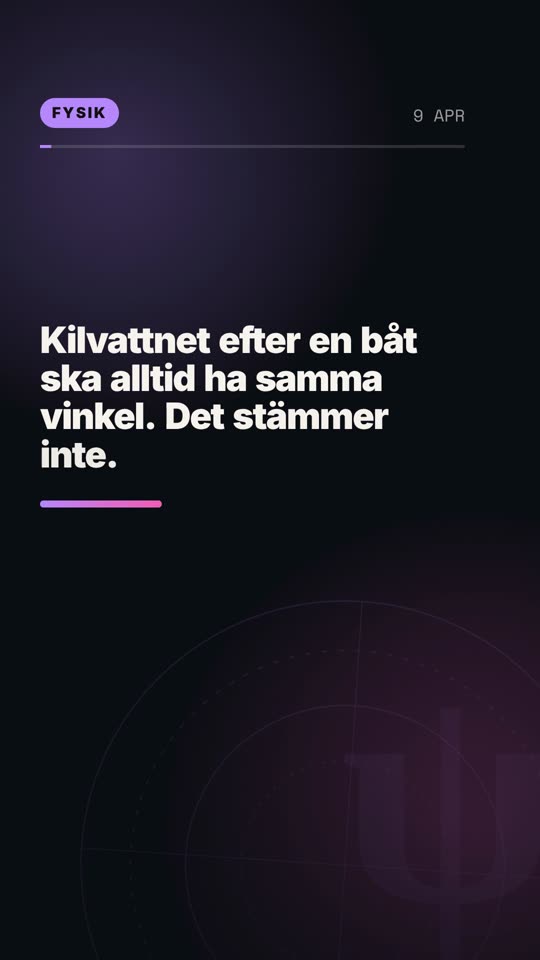 FYSIK
9 APR
Kilvattnet efter en båt
ska alltid ha samma
vinkel. Det stämmer
inte.
ψ